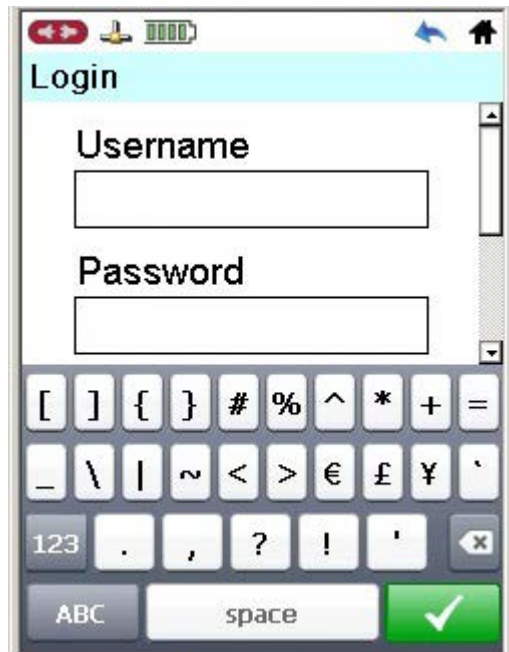 Login
Username
Password
[ ] { } # % ^ * + =
_ \ | ~ < > € £ ¥ `
123 . , ? ! '
ABC space